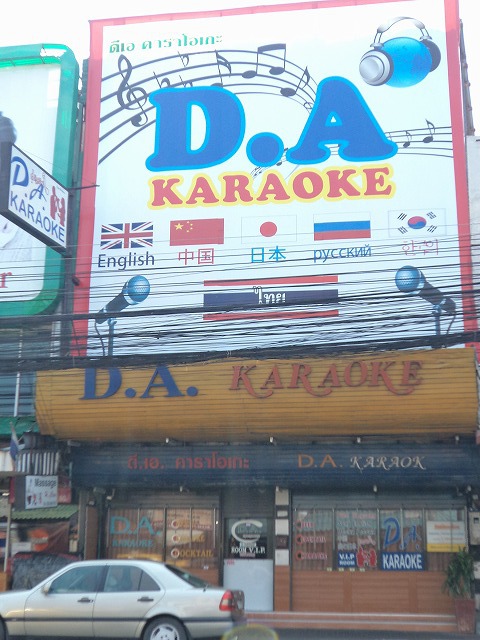 ดีเอ คาราโอเกะ
D.A
KARAOKE
English 中国 日本 русский
ไทย
D.A
KARAOKE
D.A. KARAOKE
ดี.เอ. คาราโอเกะ D.A. KARAOK
Massage
D.A
KARAOKE
COCKTAIL
ROOM V.I.P.
V.I.P
ROOM
D.A
KARAOKE